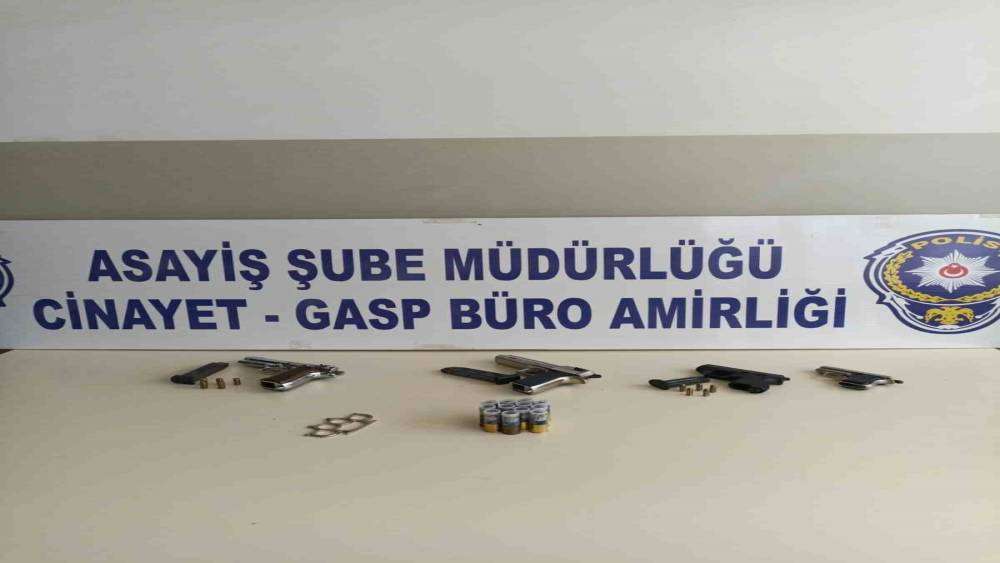 ASAYİŞ ŞUBE MÜDÜRLÜĞÜ
CİNAYET - GASP BÜRO AMİRLİĞİ
POLİS